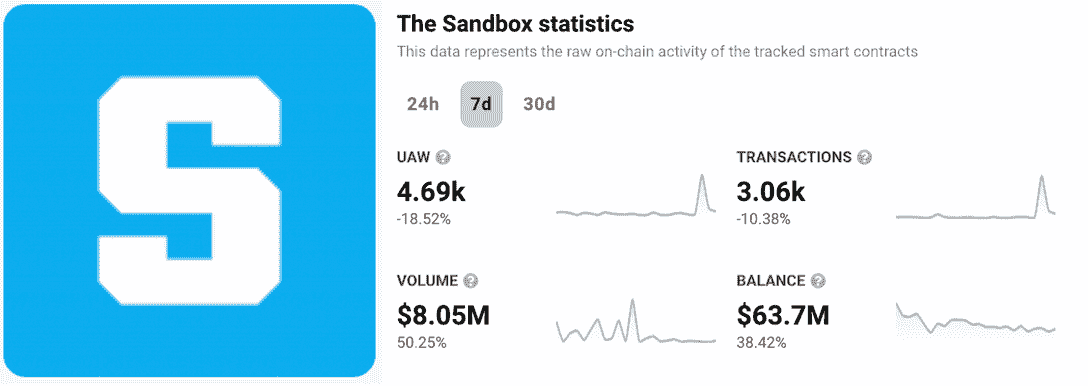 S
The Sandbox statistics
This data represents the raw on-chain activity of the tracked smart contracts
24h 7d 30d
UAW ?
4.69k
-18.52%
TRANSACTIONS ?
3.06k
-10.38%
VOLUME ?
$8.05M
50.25%
BALANCE ?
$63.7M
38.42%